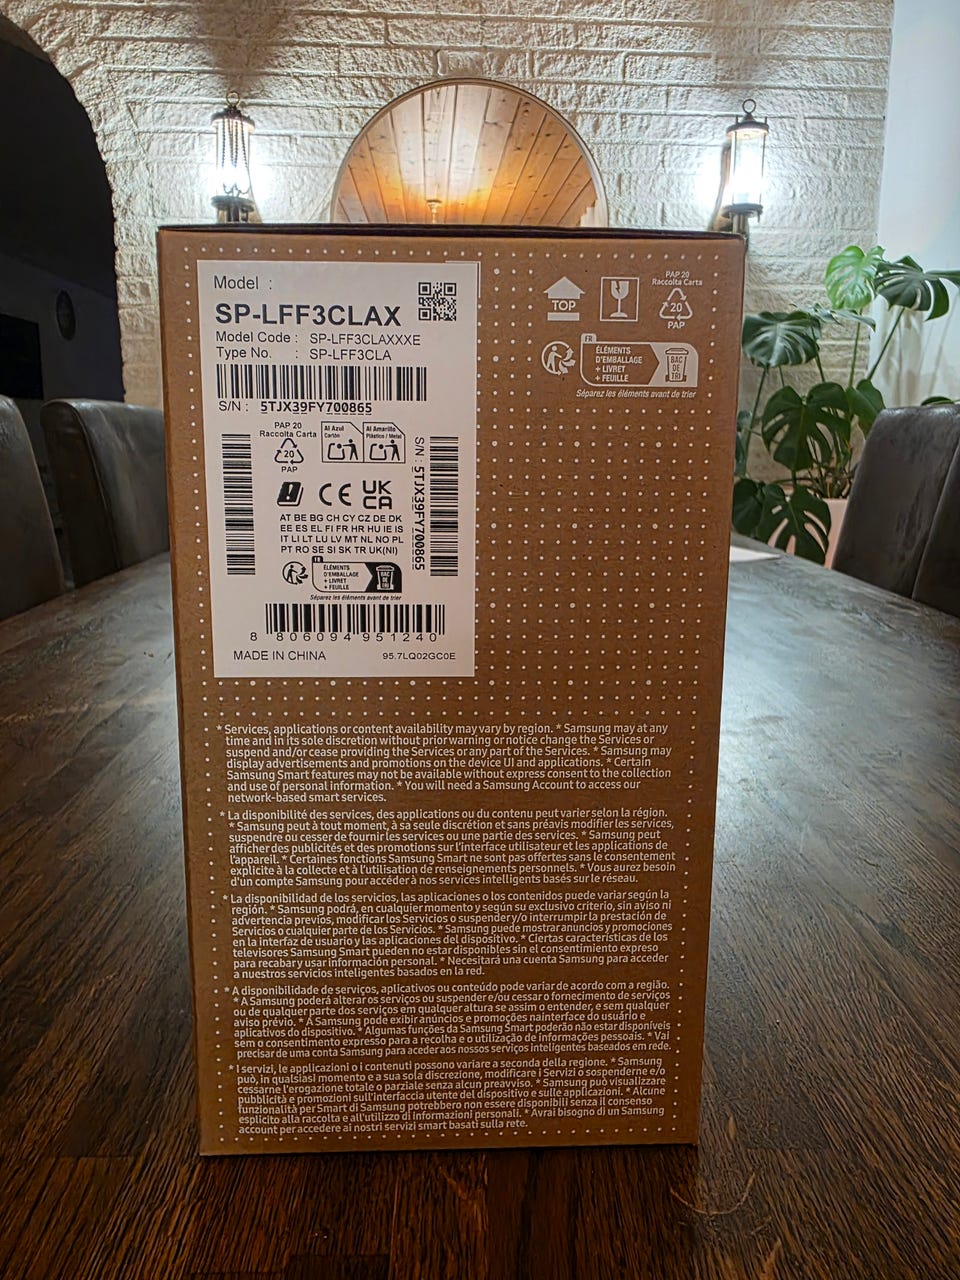 Model :
SP-LFF3CLAX
Model Code : SP-LFF3CLAXXXE
Type No. : SP-LFF3CLA
S/N : 5TJX39FY700865
PAP 20
Raccolta Carta
20
PAP
Al Azul
Cartón
Al Amarillo
Plástico / Metal
S/N : 5TJX39FY700865
CE UK
CA
AT BE BG CH CY CZ DE DK
EE ES EL FI FR HR HU IE IS
IT LI LT LU LV MT NL NO PL
PT RO SE SI SK TR UK(NI)
FR
ÉLÉMENTS
D'EMBALLAGE
+ LIVRET
+ FEUILLE
BAC
DE
TRI
Séparez les éléments avant de trier
8 806094 951240
MADE IN CHINA 95.7LQ02GC0E
TOP
PAP 20
Raccolta Carta
20
PAP
FR
ÉLÉMENTS
D'EMBALLAGE
+ LIVRET
+ FEUILLE
BAC
DE TRI
Séparez les éléments avant de trier
* Services, applications or content availability may vary by region. * Samsung may at any
time and in its sole discretion without prior warning or notice change the Services or
suspend and/or cease providing the Services or any part of the Services. * Samsung may
display advertisements and promotions on the device UI and applications. * Certain
Samsung Smart features may not be available without express consent to the collection
and use of personal information. * You will need a Samsung Account to access our
network-based smart services.
* La disponibilité des services, des applications ou du contenu peut varier selon la région.
* Samsung peut à tout moment, à sa seule discrétion et sans préavis modifier les services,
suspendre ou cesser de fournir les services ou une partie des services. * Samsung peut
afficher des publicités et des promotions sur l'interface utilisateur et les applications de
l'appareil. * Certaines fonctions Samsung Smart ne sont pas offertes sans le consentement
explicite à la collecte et à l'utilisation de renseignements personnels. * Vous aurez besoin
d'un compte Samsung pour accéder à nos services intelligents basés sur le réseau.
* La disponibilidad de los servicios, las aplicaciones o los contenidos puede variar según la
región. * Samsung podrá, en cualquier momento y según su exclusivo criterio, sin aviso ni
advertencia previos, modificar los Servicios o suspender y/o interrumpir la prestación de
Servicios o cualquier parte de los Servicios. * Samsung puede mostrar anuncios y promociones
en la interfaz de usuario y las aplicaciones del dispositivo. * Ciertas características de los
televisores Samsung Smart pueden no estar disponibles sin el consentimiento expreso
para recabar y usar información personal. * Necesitará una cuenta Samsung para acceder
a nuestros servicios inteligentes basados en la red.
* A disponibilidade de serviços, aplicativos ou conteúdo pode variar de acordo com a região.
* A Samsung poderá alterar os serviços ou suspender e/ou cessar o fornecimento de serviços
ou de qualquer parte dos serviços em qualquer altura se assim o entender, e sem qualquer
aviso prévio. * A Samsung pode exibir anúncios e promoções nainterface do usuário e
aplicativos do dispositivo. * Algumas funções da Samsung Smart poderão não estar disponíveis
sem o consentimento expresso para a recolha e o utilização de informações pessoais. * Vai
precisar de uma conta Samsung para aceder aos nossos serviços inteligentes baseados em rede.
* I servizi, le applicazioni o i contenuti possono variare a seconda della regione. * Samsung
può, in qualsiasi momento e a sua sola discrezione, modificare i Servizi o sospenderne e/o
cessarne l'erogazione totale o parziale senza alcun preavviso. * Samsung può visualizzare
pubblicità e promozioni sull'interfaccia utente del dispositivo e sulle applicazioni. * Alcune
funzionalità per Smart di Samsung potrebbero non essere disponibili senza il consenso
esplicito alla raccolta e all'utilizzo di informazioni personali. * Avrai bisogno di un Samsung
account per accedere ai nostri servizi smart basati sulla rete.